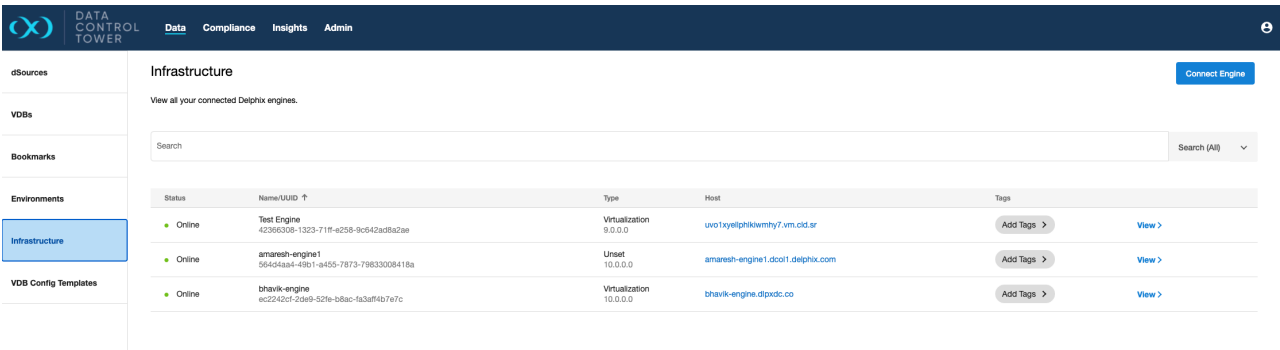 DATA
CONTROL
TOWER
Data Compliance Insights Admin
dSources
VDBs
Bookmarks
Environments
Infrastructure
VDB Config Templates
Infrastructure
Connect Engine
View all your connected Delphix engines.
Search
Search (All)
Status Name/UUID ↑ Type Host Tags
Online Test Engine Virtualization uvo1xyeilphikiwmhy7.vm.cld.sr Add Tags > View >
42366308-1323-71ff-e258-9c642ad8a2ae 9.0.0.0
Online amaresh-engine1 Unset amaresh-engine1.dcol1.delphix.com Add Tags > View >
564d4aa4-49b1-a455-7873-79833008418a 10.0.0.0
Online bhavik-engine Virtualization bhavik-engine.dlpxdc.co Add Tags > View >
ec2242cf-2de9-52fe-b8ac-fa3aff4b7e7c 10.0.0.0